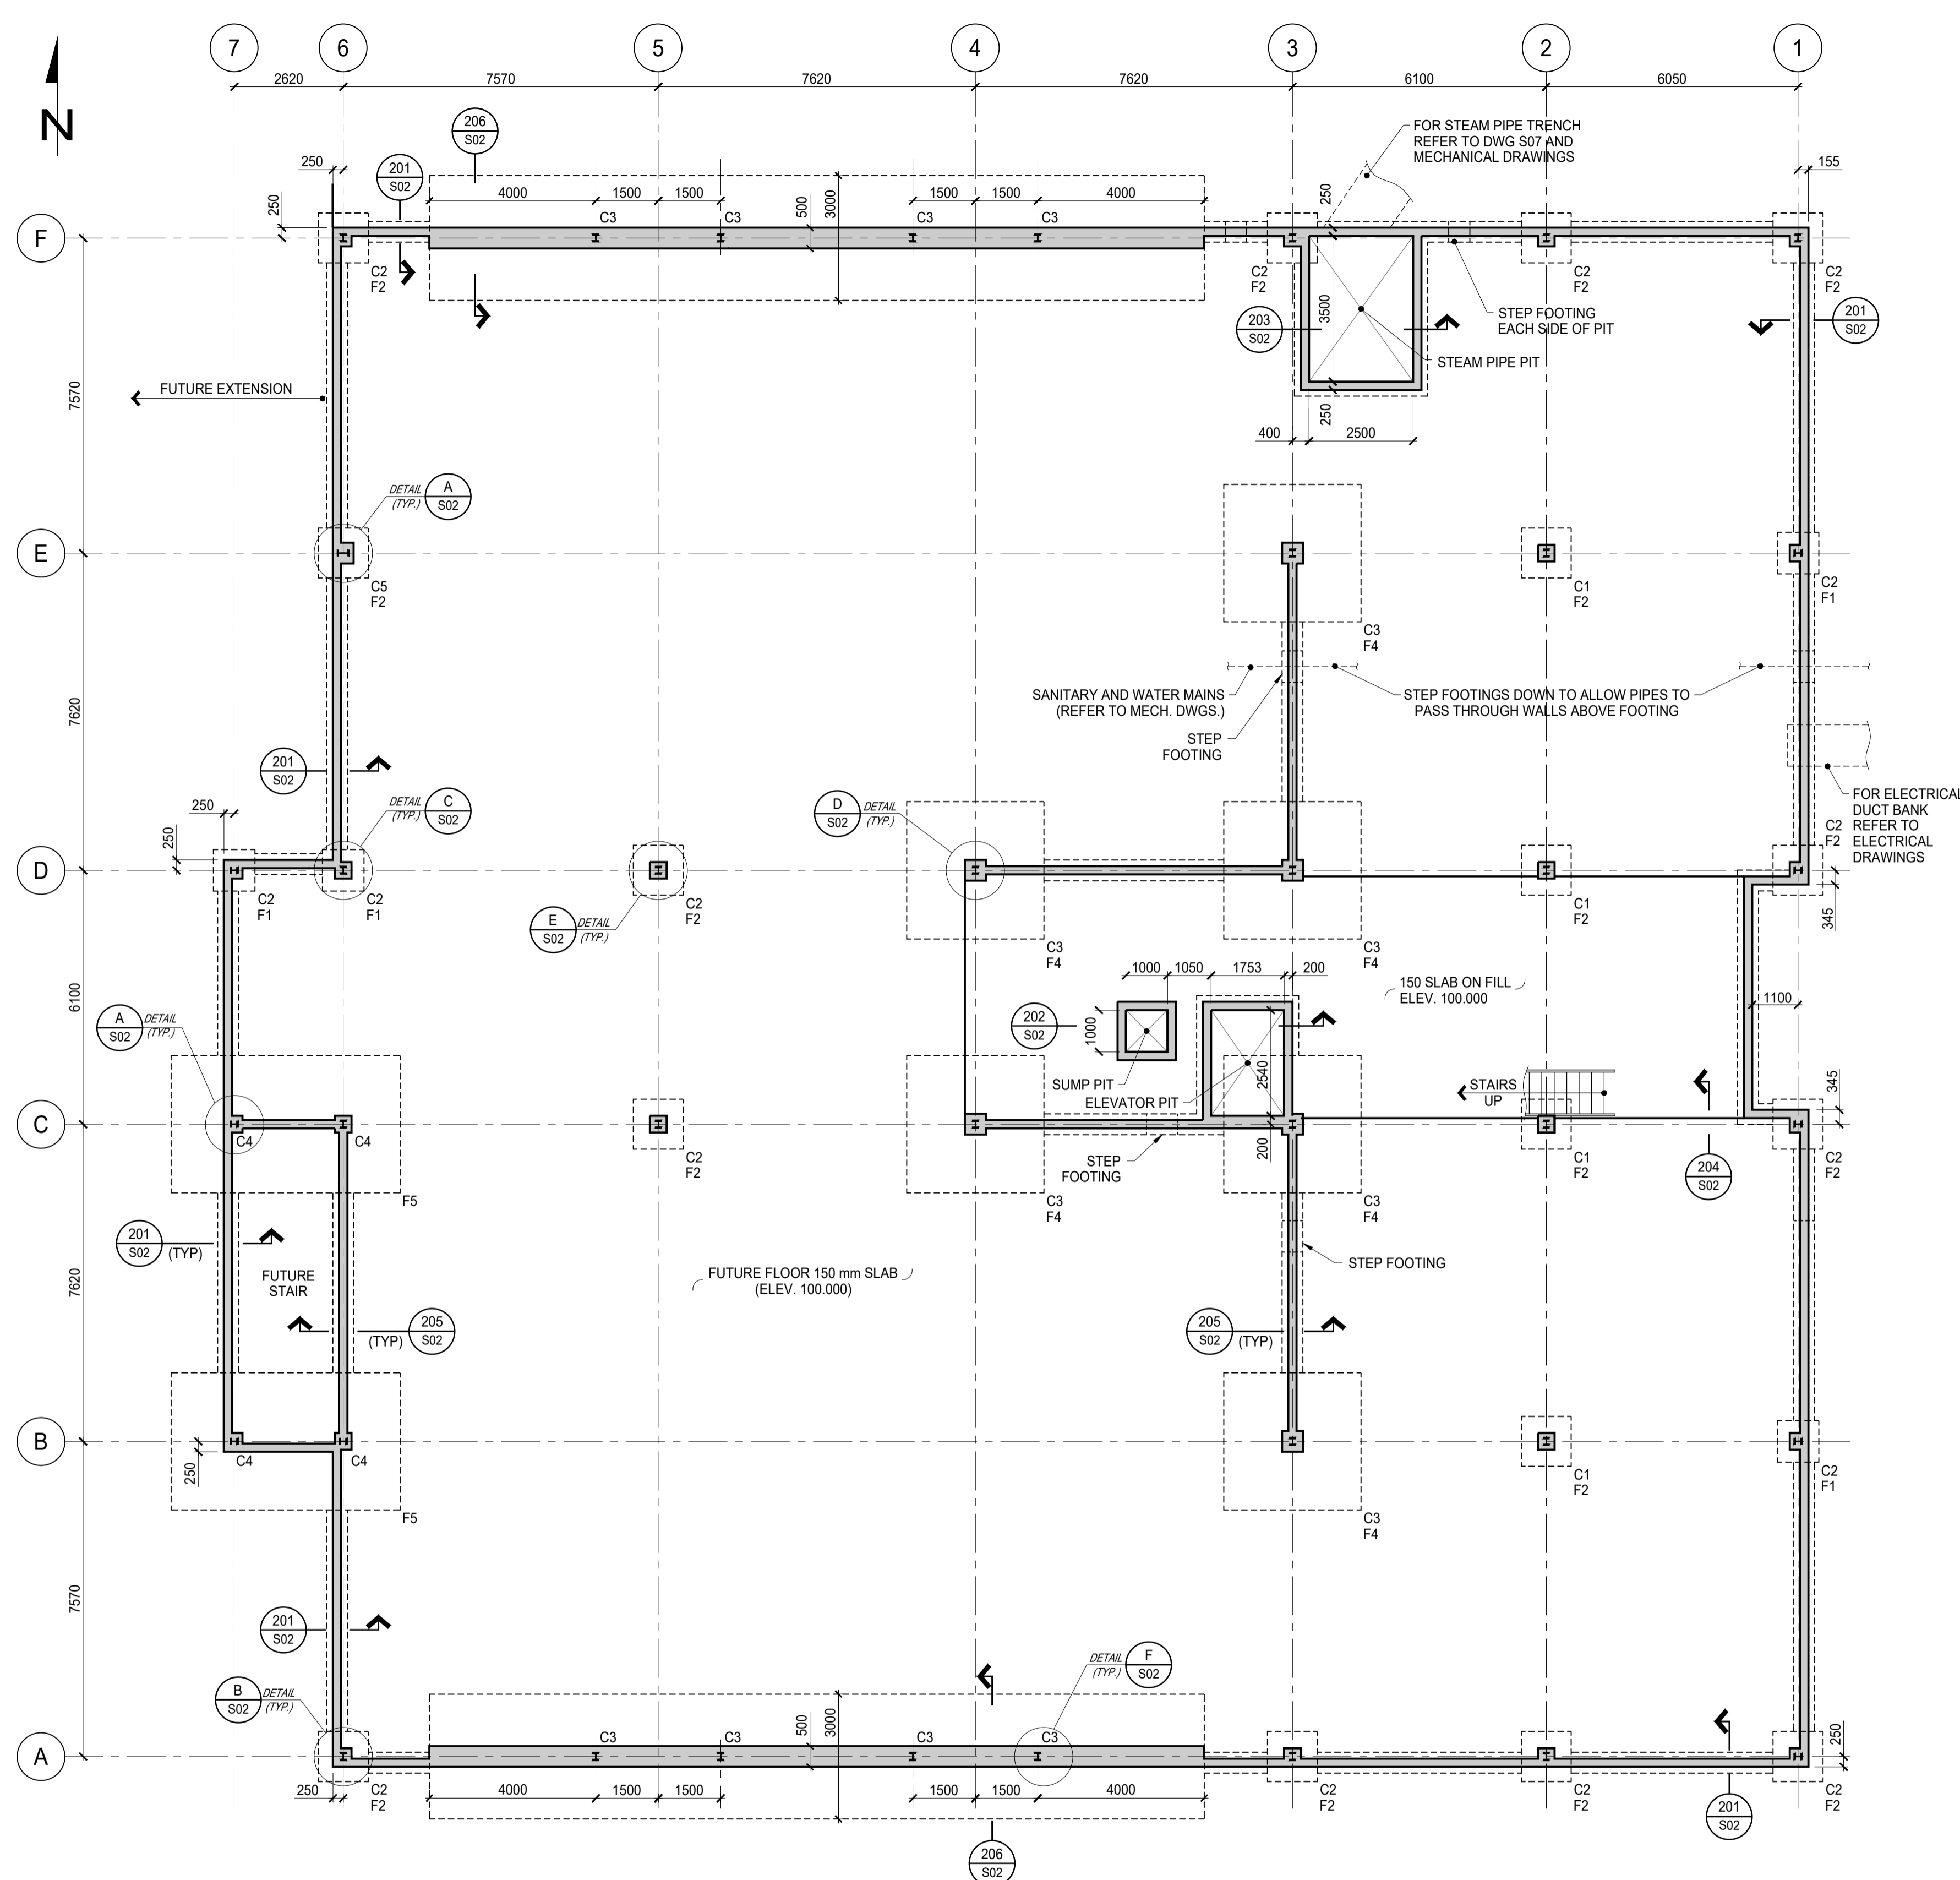 7
6
5
4
3
2
1
2620
7570
7620
7620
6100
6050
N
206
S02
201
S02
FOR STEAM PIPE TRENCH
REFER TO DWG S07 AND
MECHANICAL DRAWINGS
250
155
250
4000
1500
1500
500
3000
1500
1500
4000
250
C3
C3
C3
C3
F
C2
F2
C2
F2
C2
F2
C2
F2
203
S02
3500
STEP FOOTING
EACH SIDE OF PIT
201
S02
STEAM PIPE PIT
7570
FUTURE EXTENSION
250
400
2500
DETAIL
(TYP.)
A
S02
E
C5
F2
C1
F2
C2
F1
C3
F4
7620
SANITARY AND WATER MAINS
(REFER TO MECH. DWGS.)
STEP FOOTINGS DOWN TO ALLOW PIPES TO
PASS THROUGH WALLS ABOVE FOOTING
STEP
FOOTING
201
S02
250
DETAIL
(TYP.)
C
S02
D
S02
DETAIL
(TYP.)
FOR ELECTRICAL
DUCT BANK
REFER TO
ELECTRICAL
DRAWINGS
C2
F2
250
D
C2
F1
C2
F1
C2
F2
C1
F2
345
E
S02
DETAIL
(TYP.)
C3
F4
C3
F4
6100
1000
1050
1753
200
150 SLAB ON FILL
ELEV. 100.000
1100
A
S02
DETAIL
(TYP.)
202
S02
1000
2540
SUMP PIT
ELEVATOR PIT
STAIRS
UP
345
C
C4
C4
C2
F2
200
C1
F2
C2
F2
STEP
FOOTING
204
S02
F5
C3
F4
C3
F4
201
S02
(TYP)
7620
FUTURE
STAIR
FUTURE FLOOR 150 mm SLAB
(ELEV. 100.000)
STEP FOOTING
(TYP)
205
S02
205
S02
(TYP)
B
C4
C4
250
C1
F2
C2
F1
F5
C3
F4
7570
201
S02
B
S02
DETAIL
(TYP.)
DETAIL
(TYP.)
F
S02
A
C3
C3
500
3000
C3
C3
250
250
C2
F2
4000
1500
1500
1500
1500
4000
C2
F2
C2
F2
C2
F2
201
S02
206
S02